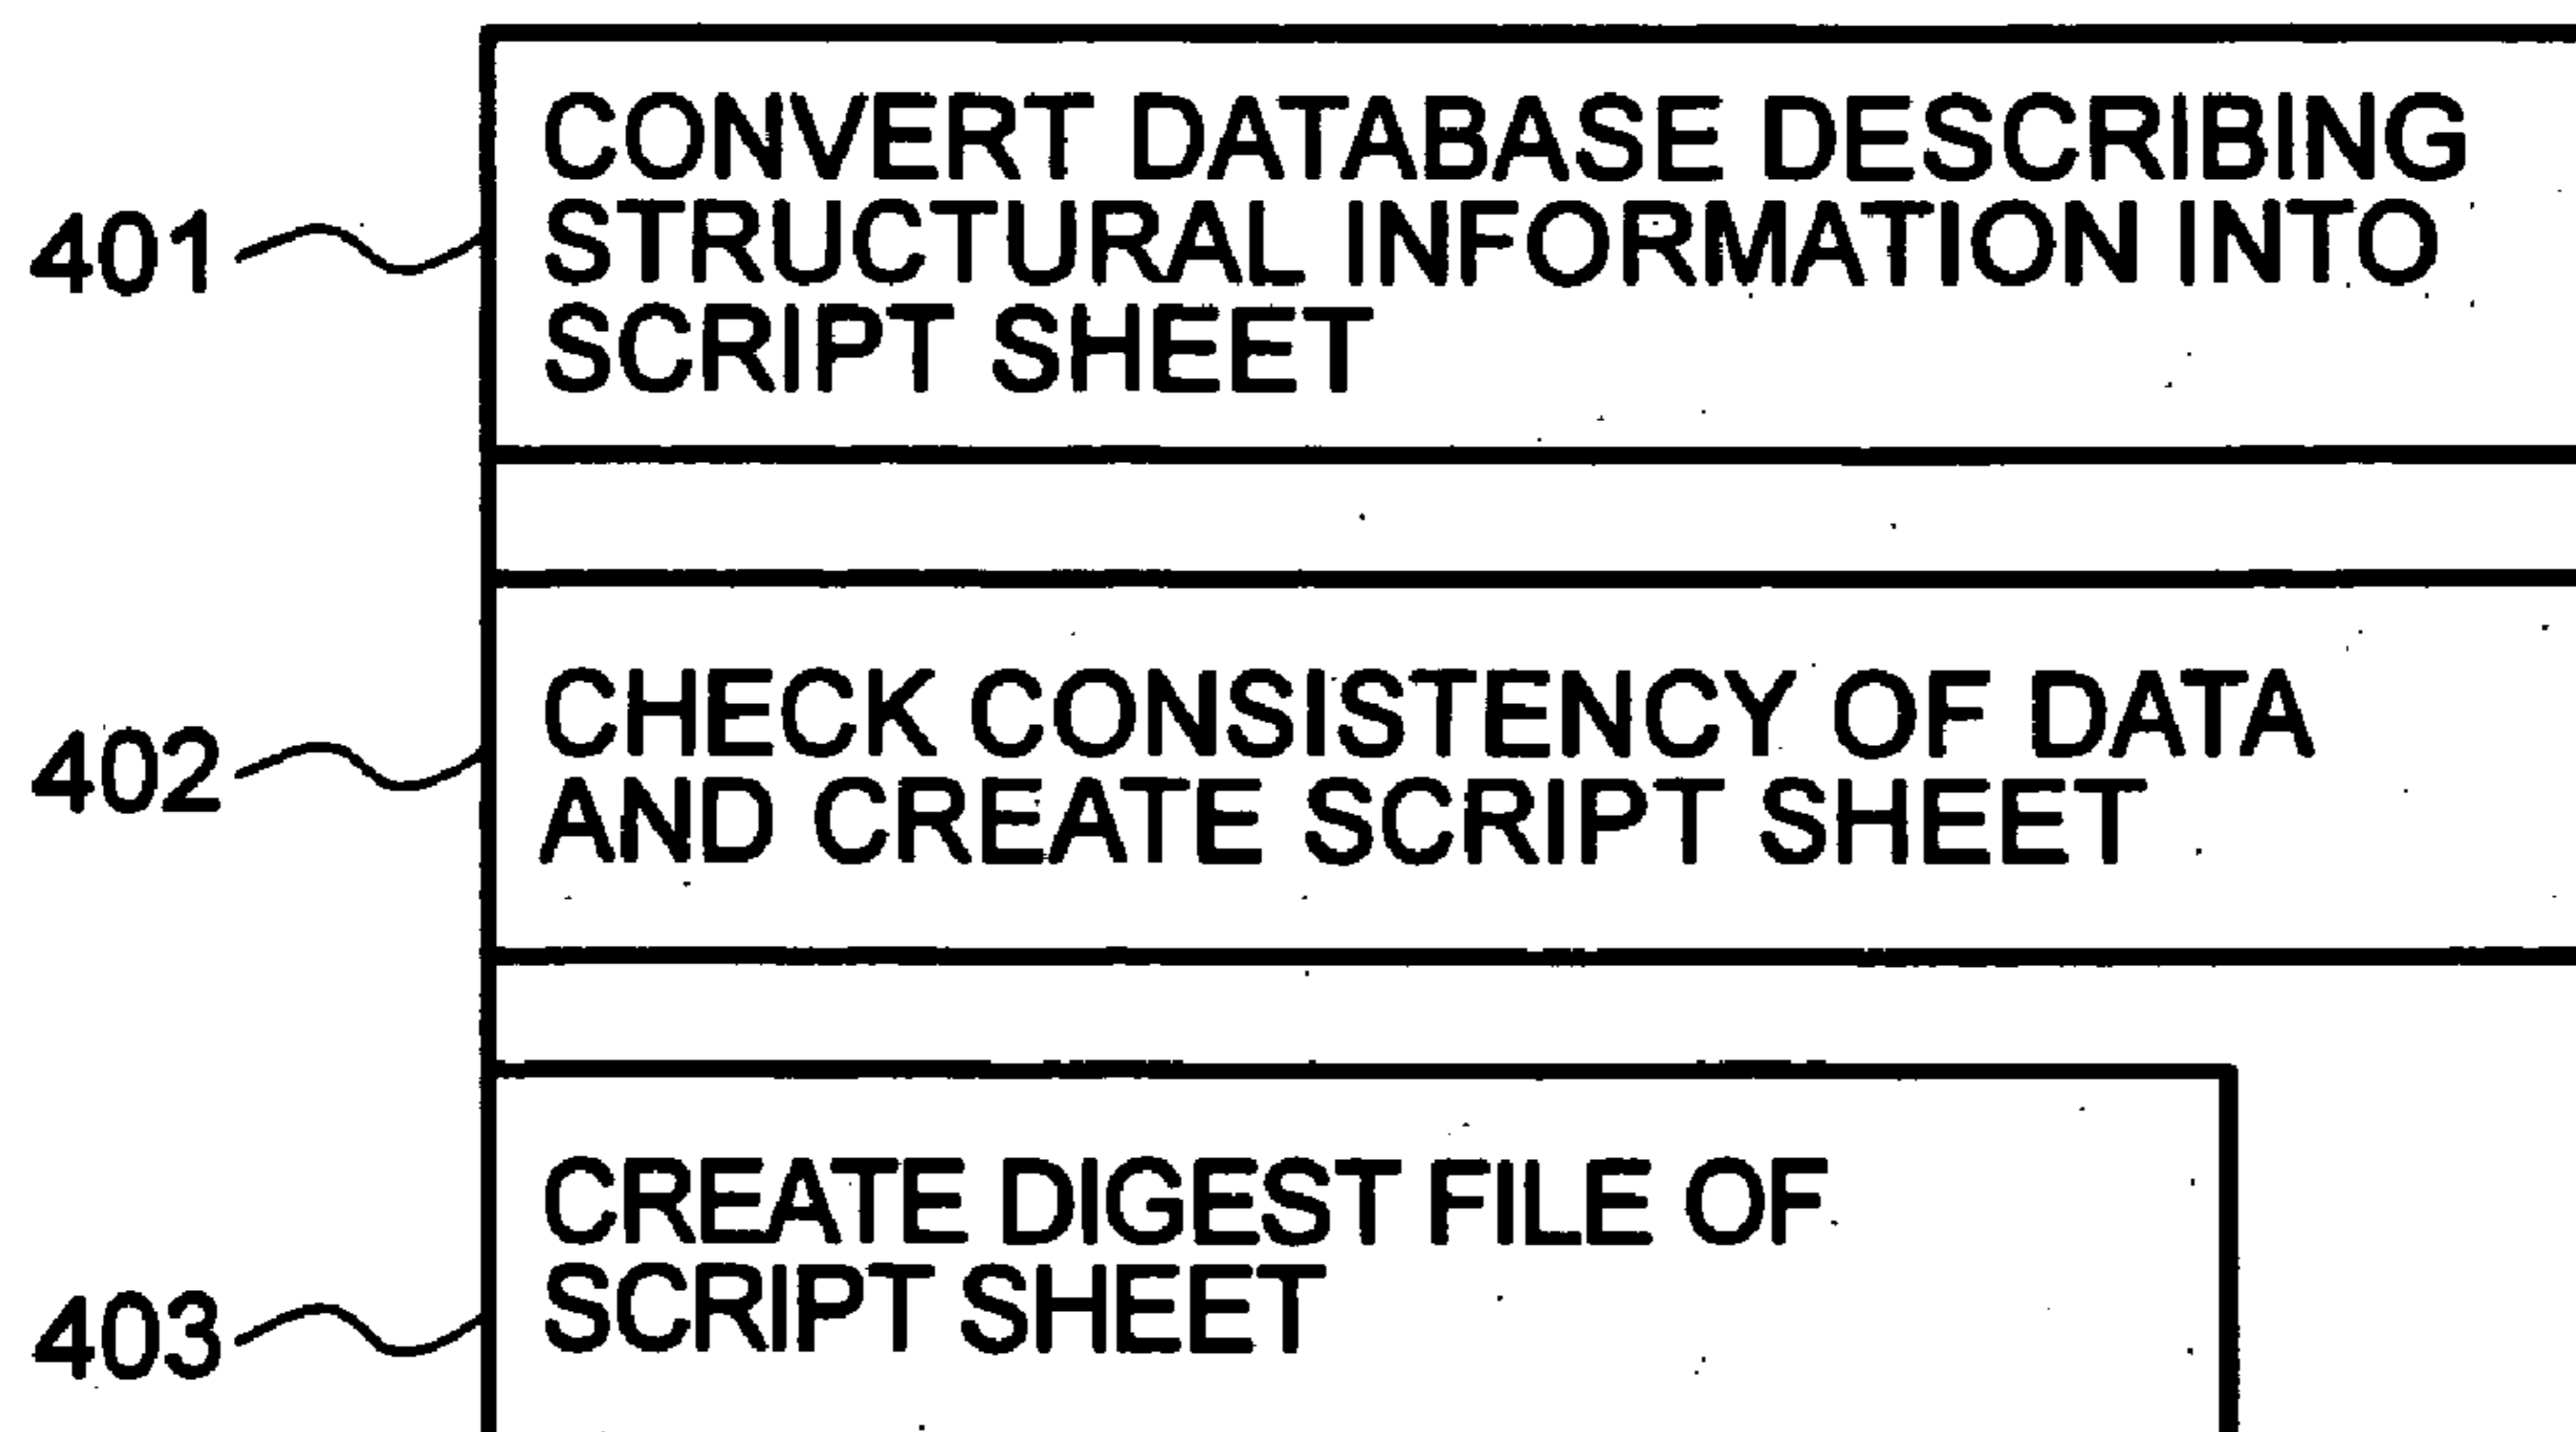 CONVERT DATABASE DESCRIBING
401 STRUCTURAL INFORMATION INTO
SCRIPT SHEET
402 CHECK CONSISTENCY OF DATA
AND CREATE SCRIPT SHEET
CREATE DIGEST FILE OF
403 SCRIPT SHEET